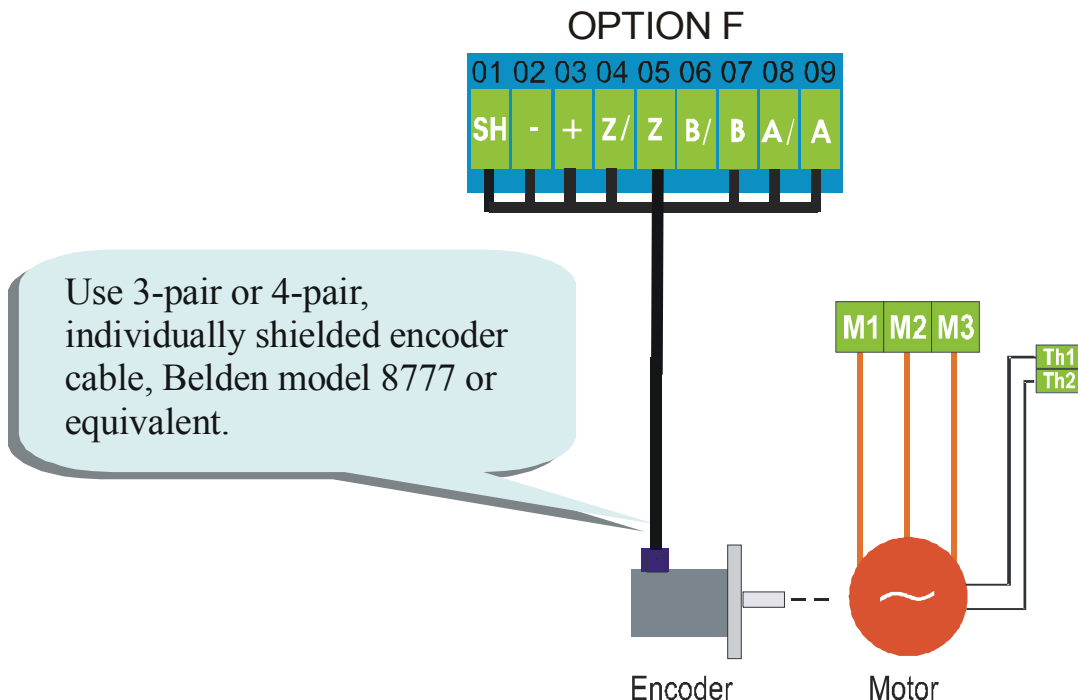 OPTION F
01 02 03 04 05 06 07 08 09
SH - + Z/ Z B/ B A/ A
Use 3-pair or 4-pair,
individually shielded encoder
cable, Belden model 8777 or
equivalent.
M1 M2 M3
Th1
Th2
Encoder
Motor